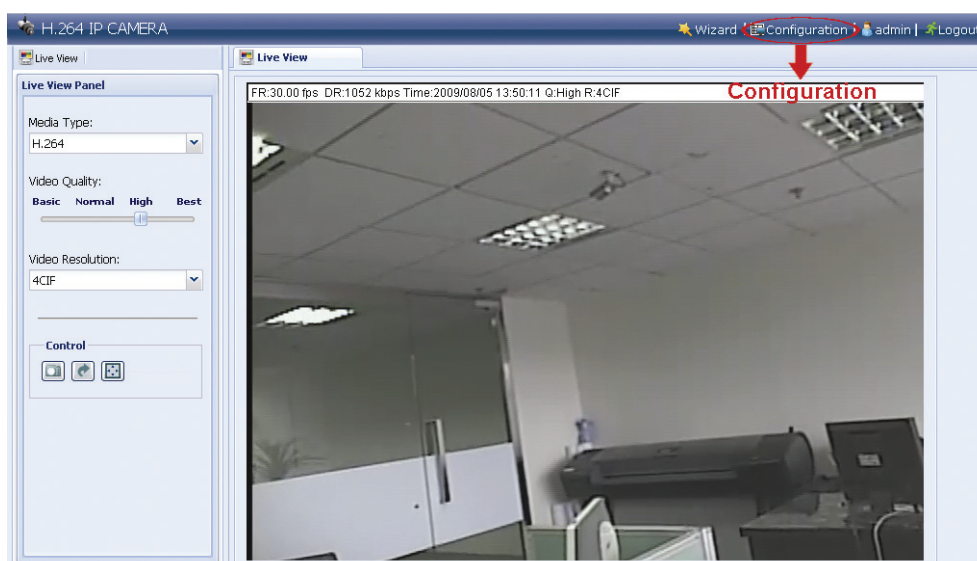 H.264 IP CAMERA
Wizard | Configuration | admin | Logout
Live View
Live View
Live View Panel
FR:30.00 fps DR:1052 kbps Time:2009/08/05 13:50:11 Q:High R:4CIF
Configuration
Media Type:
H.264
Video Quality:
Basic Normal High Best
Video Resolution:
4CIF
Control